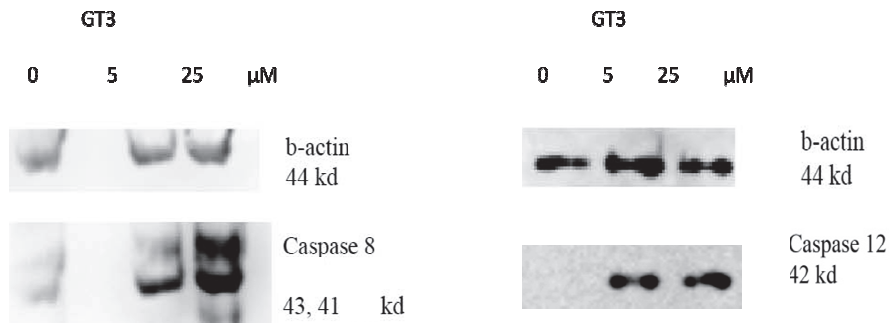 GT3
0 5 25 µM
b-actin
44 kd
Caspase 8
43, 41 kd
GT3
0 5 25 µM
b-actin
44 kd
Caspase 12
42 kd